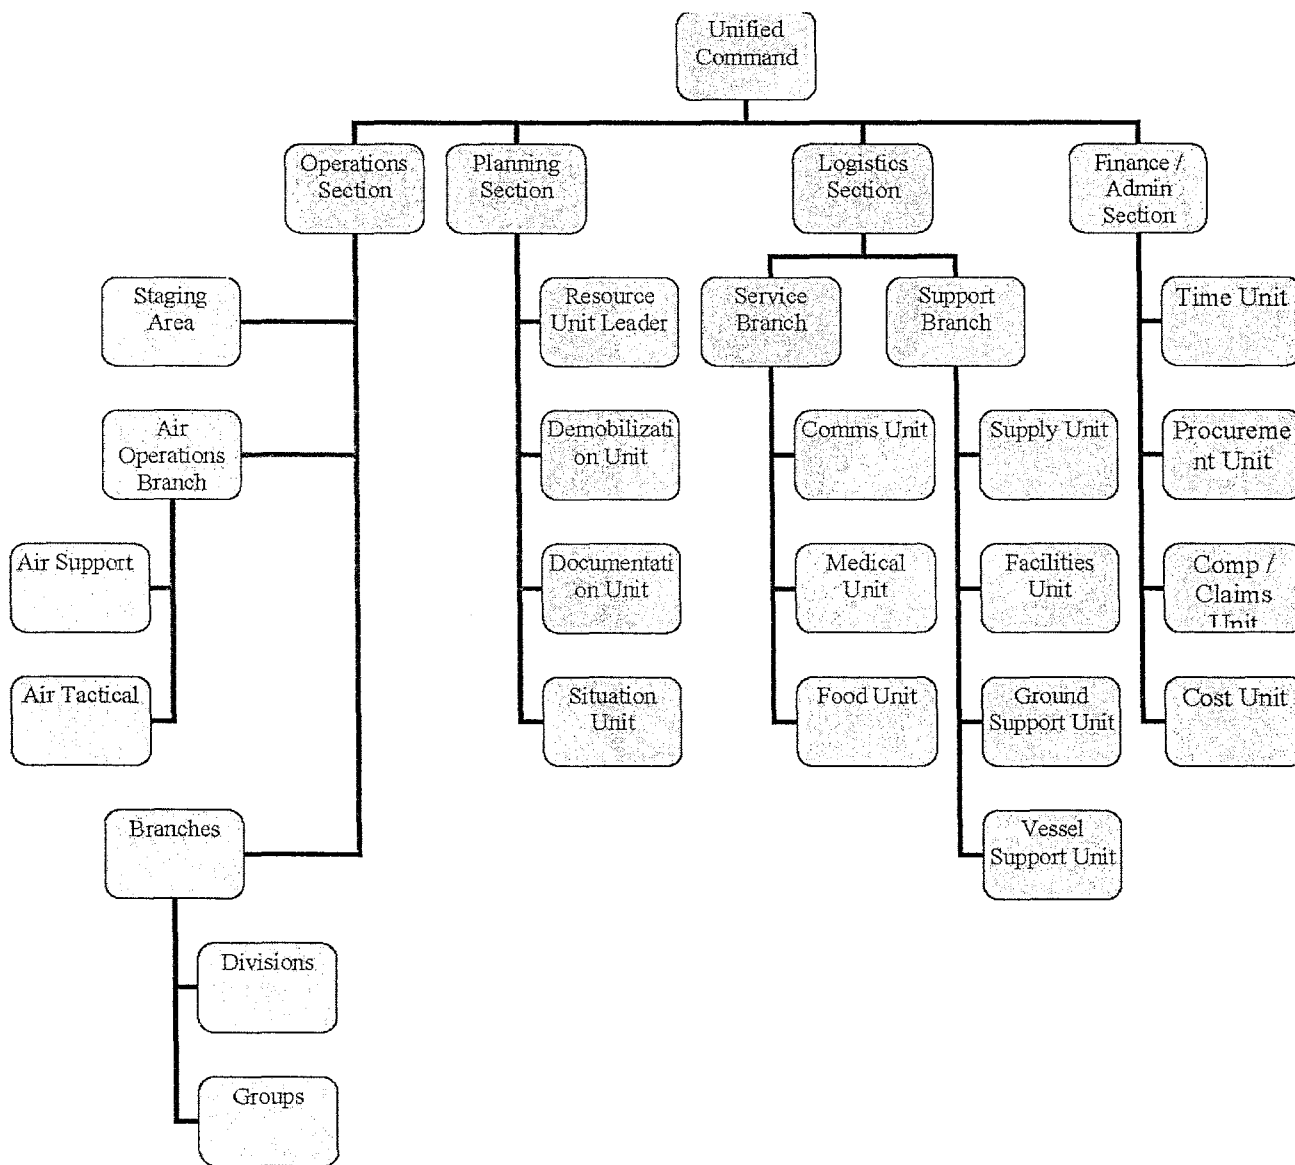 Unified
Command
Operations
Section
Planning
Section
Logistics
Section
Finance /
Admin
Section
Staging
Area
Resource
Unit Leader
Service
Branch
Support
Branch
Time Unit
Air
Operations
Branch
Demobilizati
on Unit
Comms Unit
Supply Unit
Procureme
nt Unit
Air Support
Documentati
on Unit
Medical
Unit
Facilities
Unit
Comp /
Claims
Unit
Air Tactical
Situation
Unit
Food Unit
Ground
Support Unit
Cost Unit
Branches
Vessel
Support Unit
Divisions
Groups